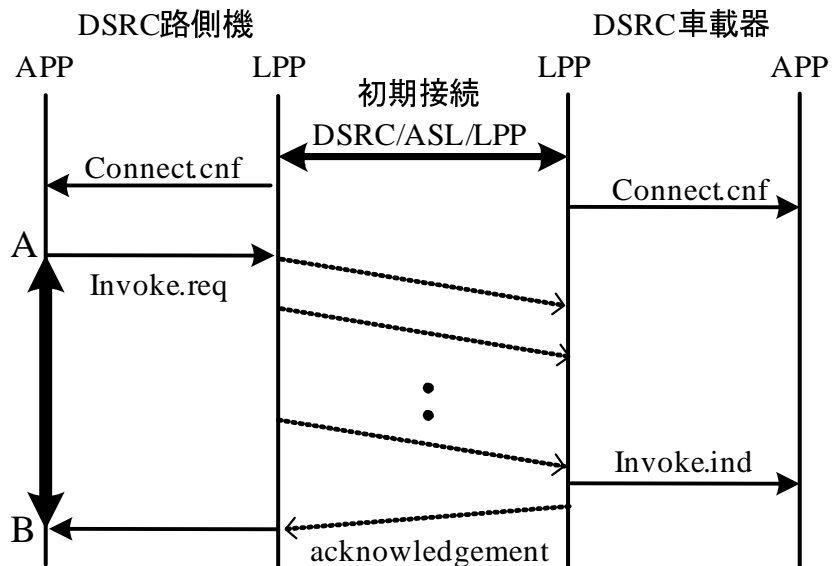 DSRC路側機
DSRC車載器
APP
LPP
LPP
APP
初期接続
DSRC/ASL/LPP
Connect.cnf
Connect.cnf
A
Invoke.req
Invoke.ind
B
acknowledgement